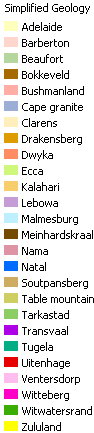 Simplified Geology
Adelaide
Barberton
Beaufort
Bokkeveld
Bushmanland
Cape granite
Clarens
Drakensberg
Dwyka
Ecca
Kalahari
Lebowa
Malmesburg
Meinhardskraal
Nama
Natal
Soutpansberg
Table mountain
Tarkastad
Transvaal
Tugela
Uitenhage
Ventersdorp
Witteberg
Witwatersrand
Zululand